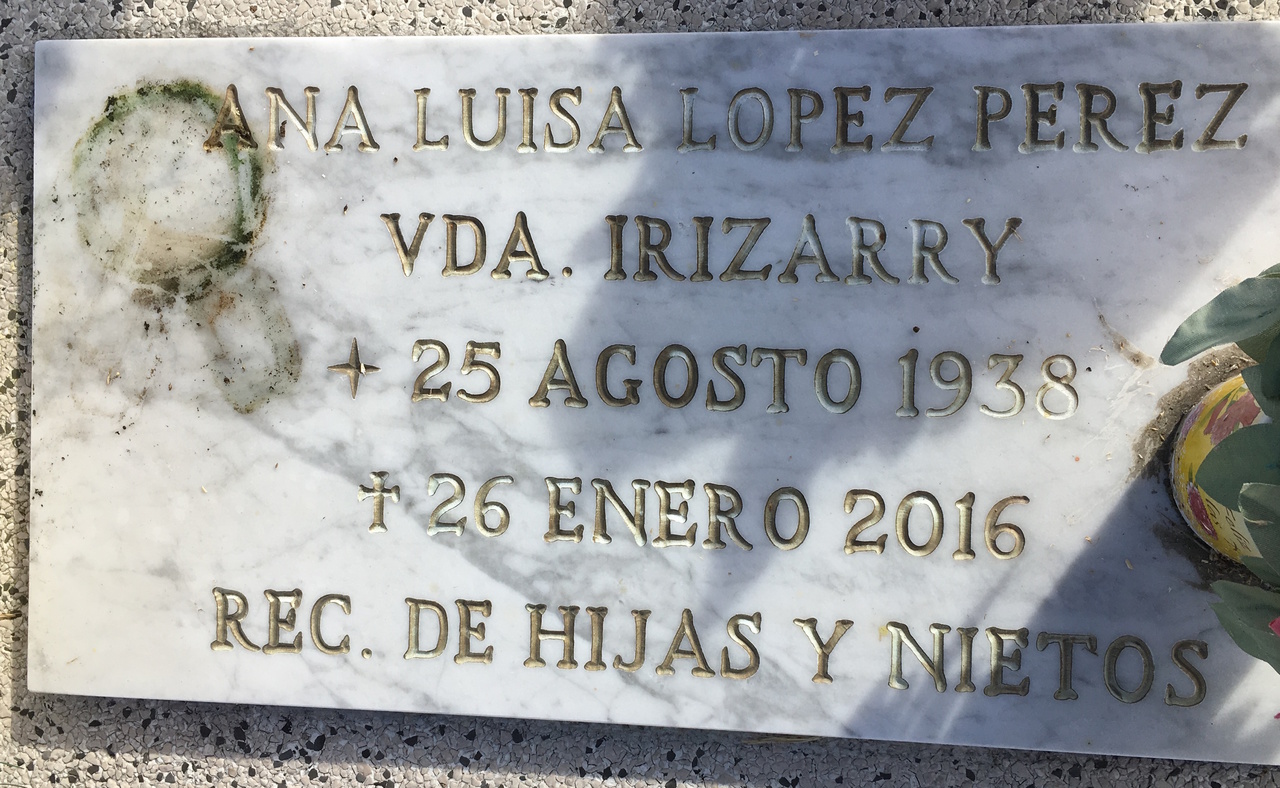 ANA LUISA LOPEZ PEREZ
VDA. IRIZARRY
✦ 25 AGOSTO 1938
✝ 26 ENERO 2016
REC. DE HIJAS Y NIETOS